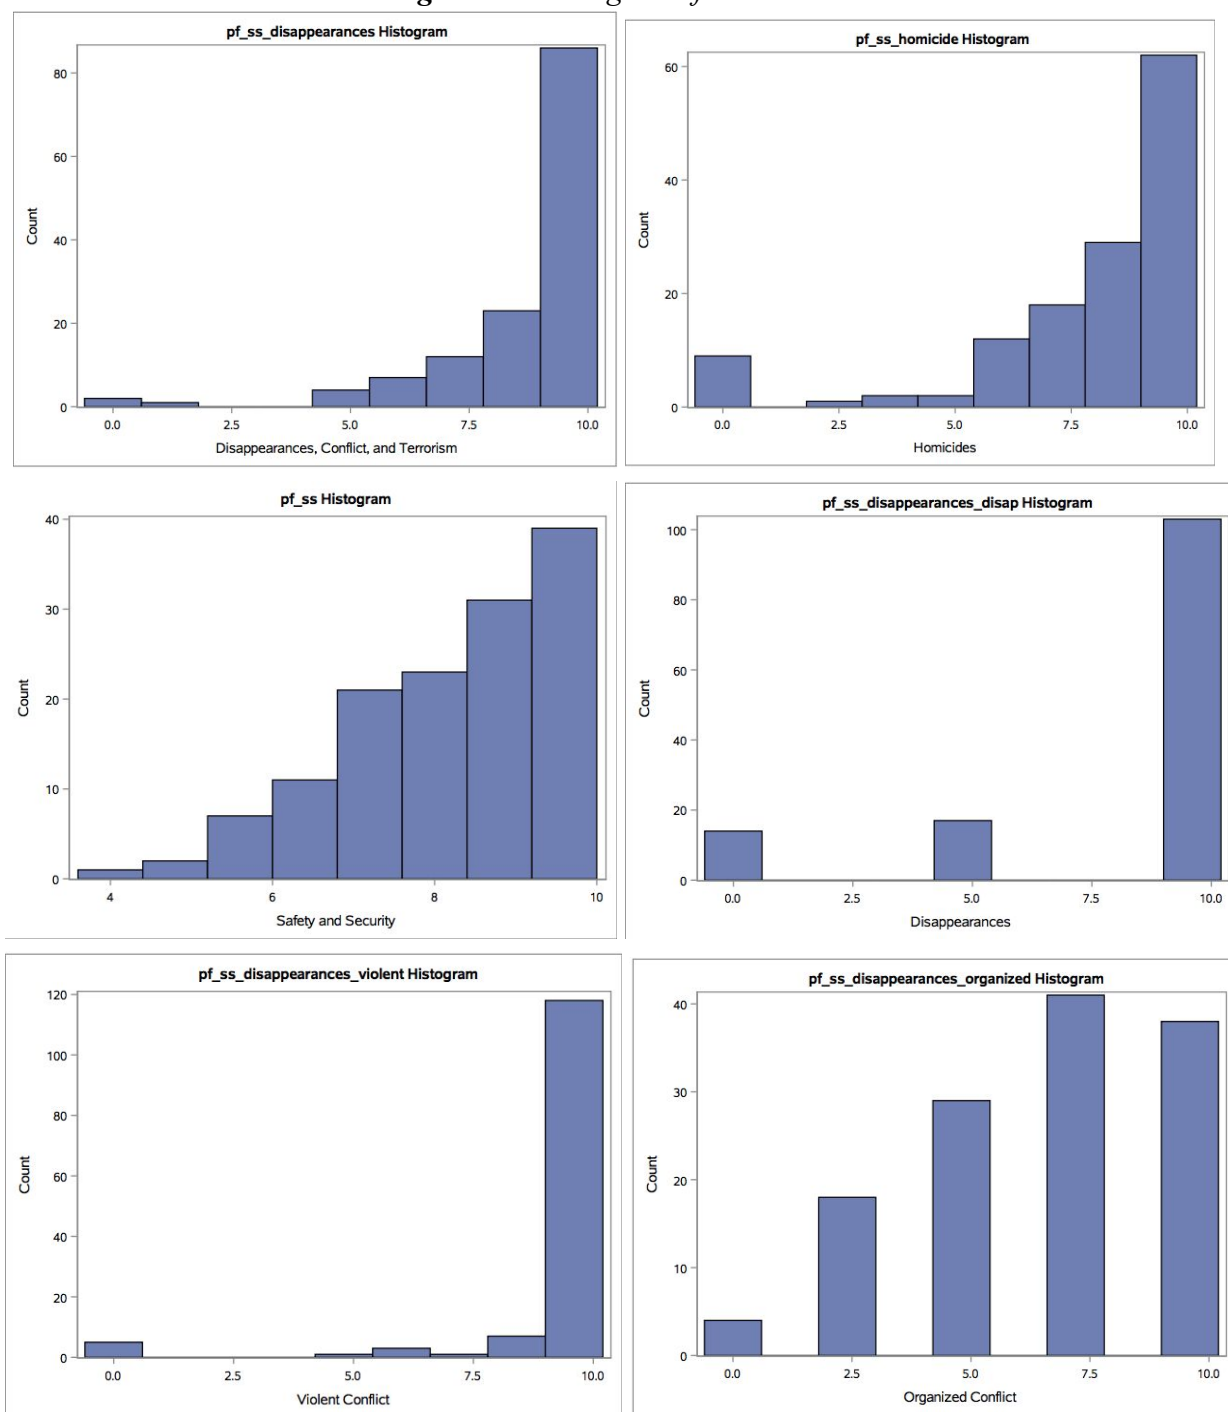 pf_ss_disappearances Histogram
80
60
40
20
0
Count
0.0 2.5 5.0 7.5 10.0
Disappearances, Conflict, and Terrorism
pf_ss_homicide Histogram
60
40
20
0
Count
0.0 2.5 5.0 7.5 10.0
Homicides
pf_ss Histogram
40
30
20
10
0
Count
4 6 8 10
Safety and Security
pf_ss_disappearances_disap Histogram
100
80
60
40
20
0
Count
0.0 2.5 5.0 7.5 10.0
Disappearances
pf_ss_disappearances_violent Histogram
120
100
80
60
40
20
0
Count
0.0 2.5 5.0 7.5 10.0
Violent Conflict
pf_ss_disappearances_organized Histogram
40
30
20
10
0
Count
0.0 2.5 5.0 7.5 10.0
Organized Conflict